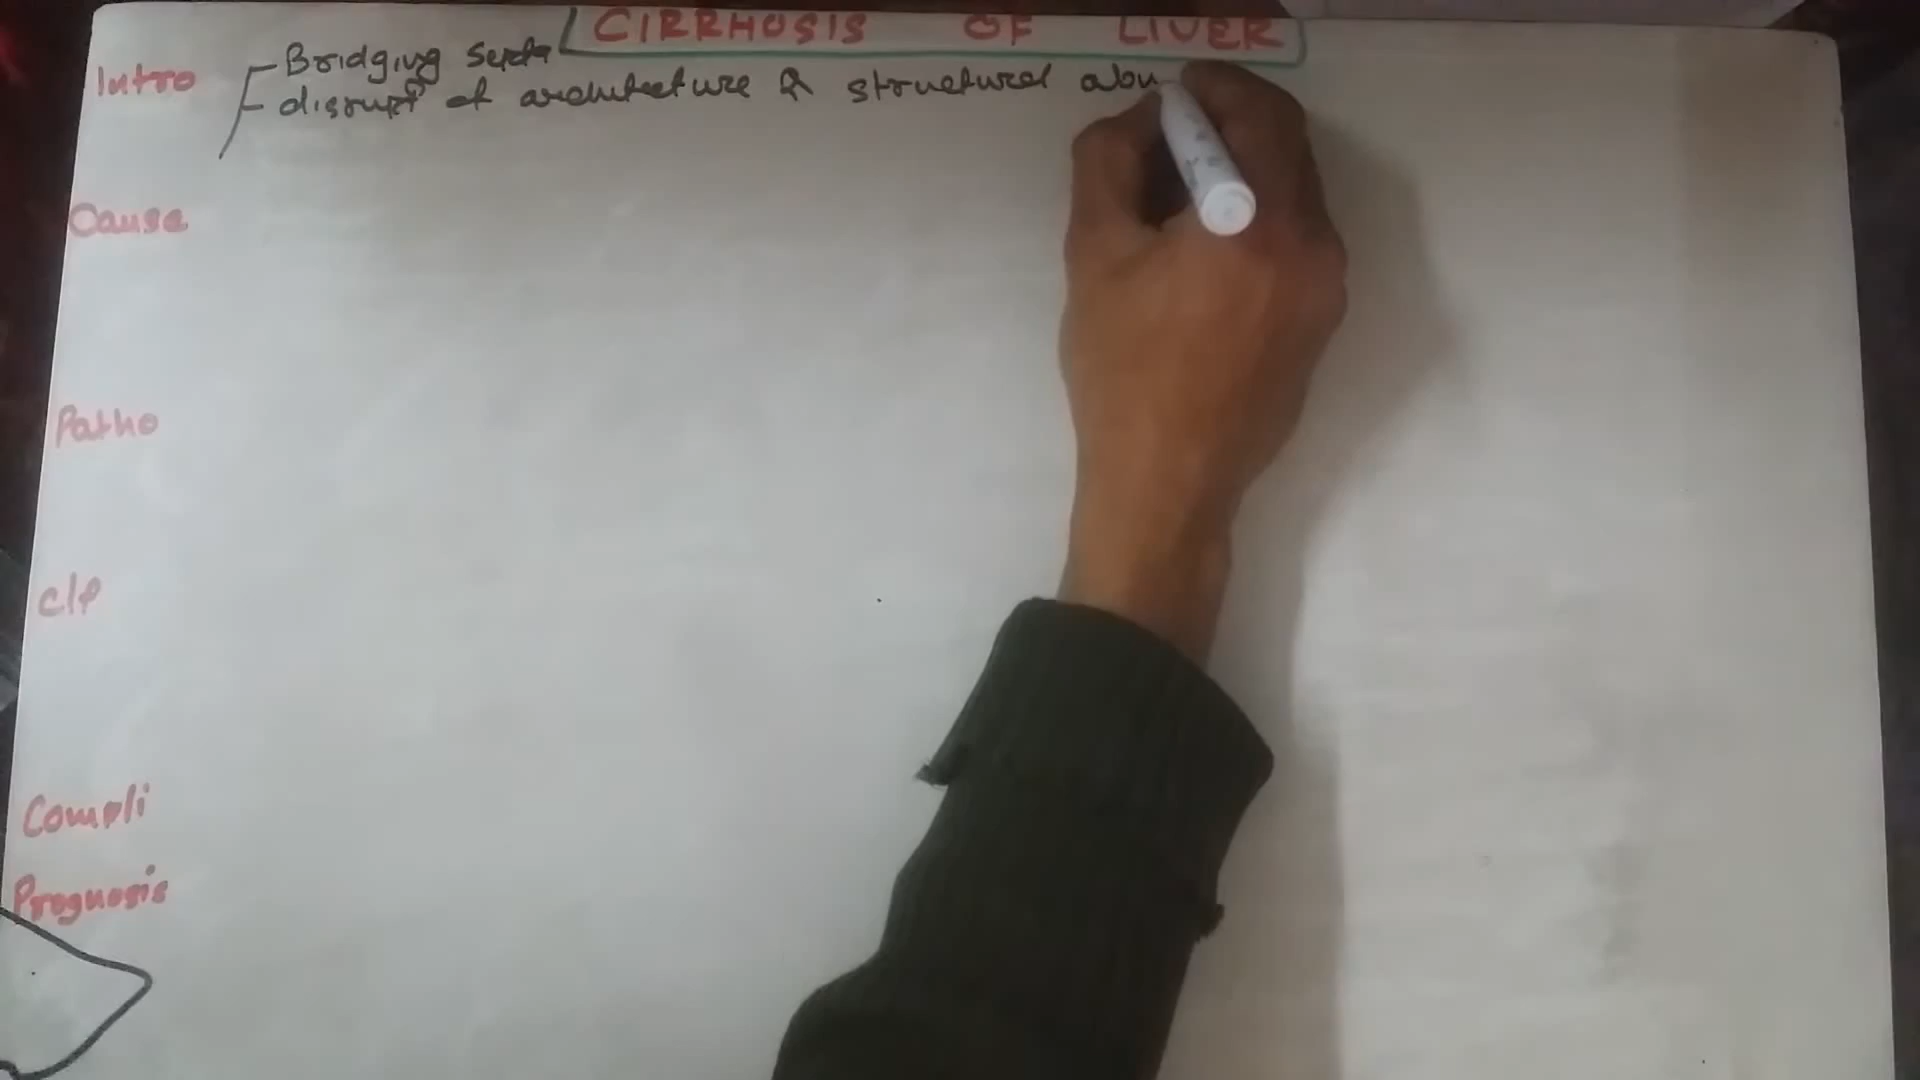 CIRRHOSIS OF LIVER
Intro
Bridging septa
disrupt of architecture & structural abn
Cause
Patho
C/P
Compli
Prognosis